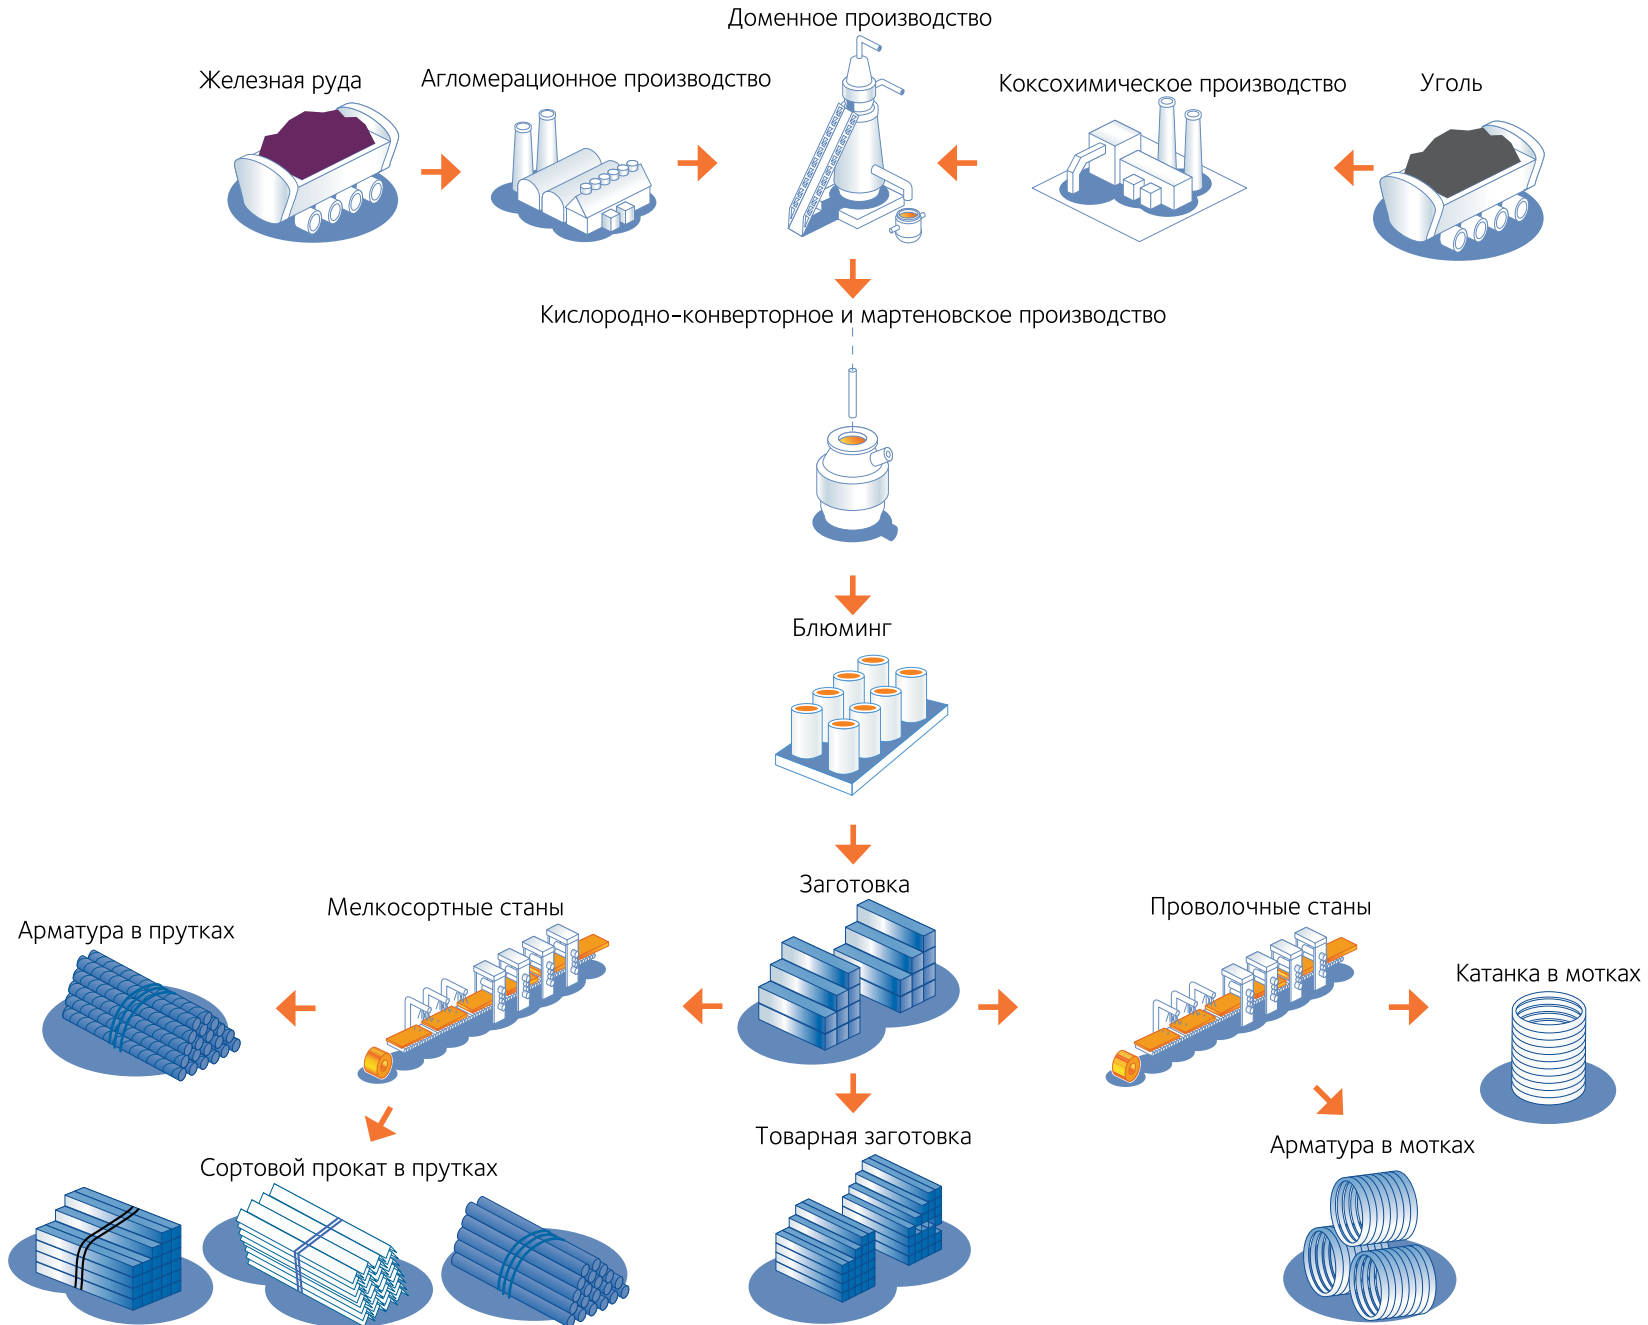 Доменное производство
Железная руда
Агломерационное производство
Коксохимическое производство
Уголь
Кислородно-конверторное и мартеновское производство
Блюминг
Заготовка
Мелкосортные станы
Проволочные станы
Арматура в прутках
Катанка в мотках
Товарная заготовка
Арматура в мотках
Сортовой прокат в прутках